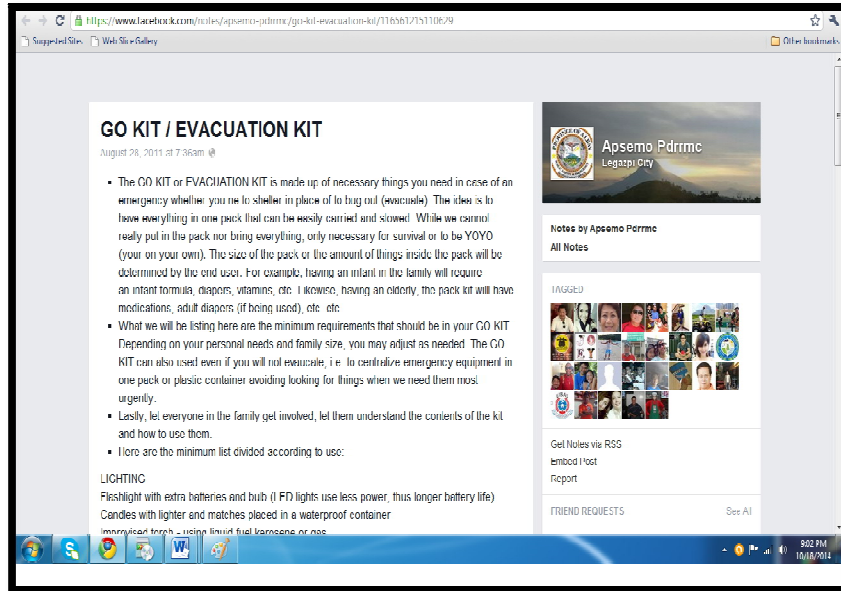 https://www.facebook.com/notes/apsemo-pdrrmc/go-kit-evacuation-kit/116561215110629
Suggested Sites Web Slice Gallery Other bookmarks
GO KIT / EVACUATION KIT
August 28, 2011 at 7:36am
▪ The GO KIT or EVACUATION KIT is made up of necessary things you need in case of an
emergency whether you ne to shelter in place of to bug out (evacuate). The idea is to
have everything in one pack that can be easily carried and stowed. While we cannot
really put in the pack nor bring everything, only necessary for survival or to be YOYO
(your on your own). The size of the pack or the amount of things inside the pack will be
determined by the end user. For example, having an infant in the family will require
an infant formula, diapers, vitamins, etc. Likewise, having an elderly, the pack kit will have
medications, adult diapers (if being used), etc. etc
▪ What we will be listing here are the minimum requirements that should be in your GO KIT.
Depending on your personal needs and family size, you may adjust as needed. The GO
KIT can also used even if you will not evaucate, i.e. to centralize emergency equipment in
one pack or plastic container avoiding looking for things when we need them most
urgently.
▪ Lastly, let everyone in the family get involved, let them understand the contents of the kit
and how to use them.
▪ Here are the minimum list divided according to use:
LIGHTING
Flashlight with extra batteries and bulb (LED lights use less power, thus longer battery life)
Candles with lighter and matches placed in a waterproof container
Improvised torch - using liquid fuel kerosene or gas
Apsemo Pdrrmc
Legazpi City
Notes by Apsemo Pdrrmc
All Notes
TAGGED
Get Notes via RSS
Embed Post
Report
FRIEND REQUESTS See All
9:02 PM
10/18/2014